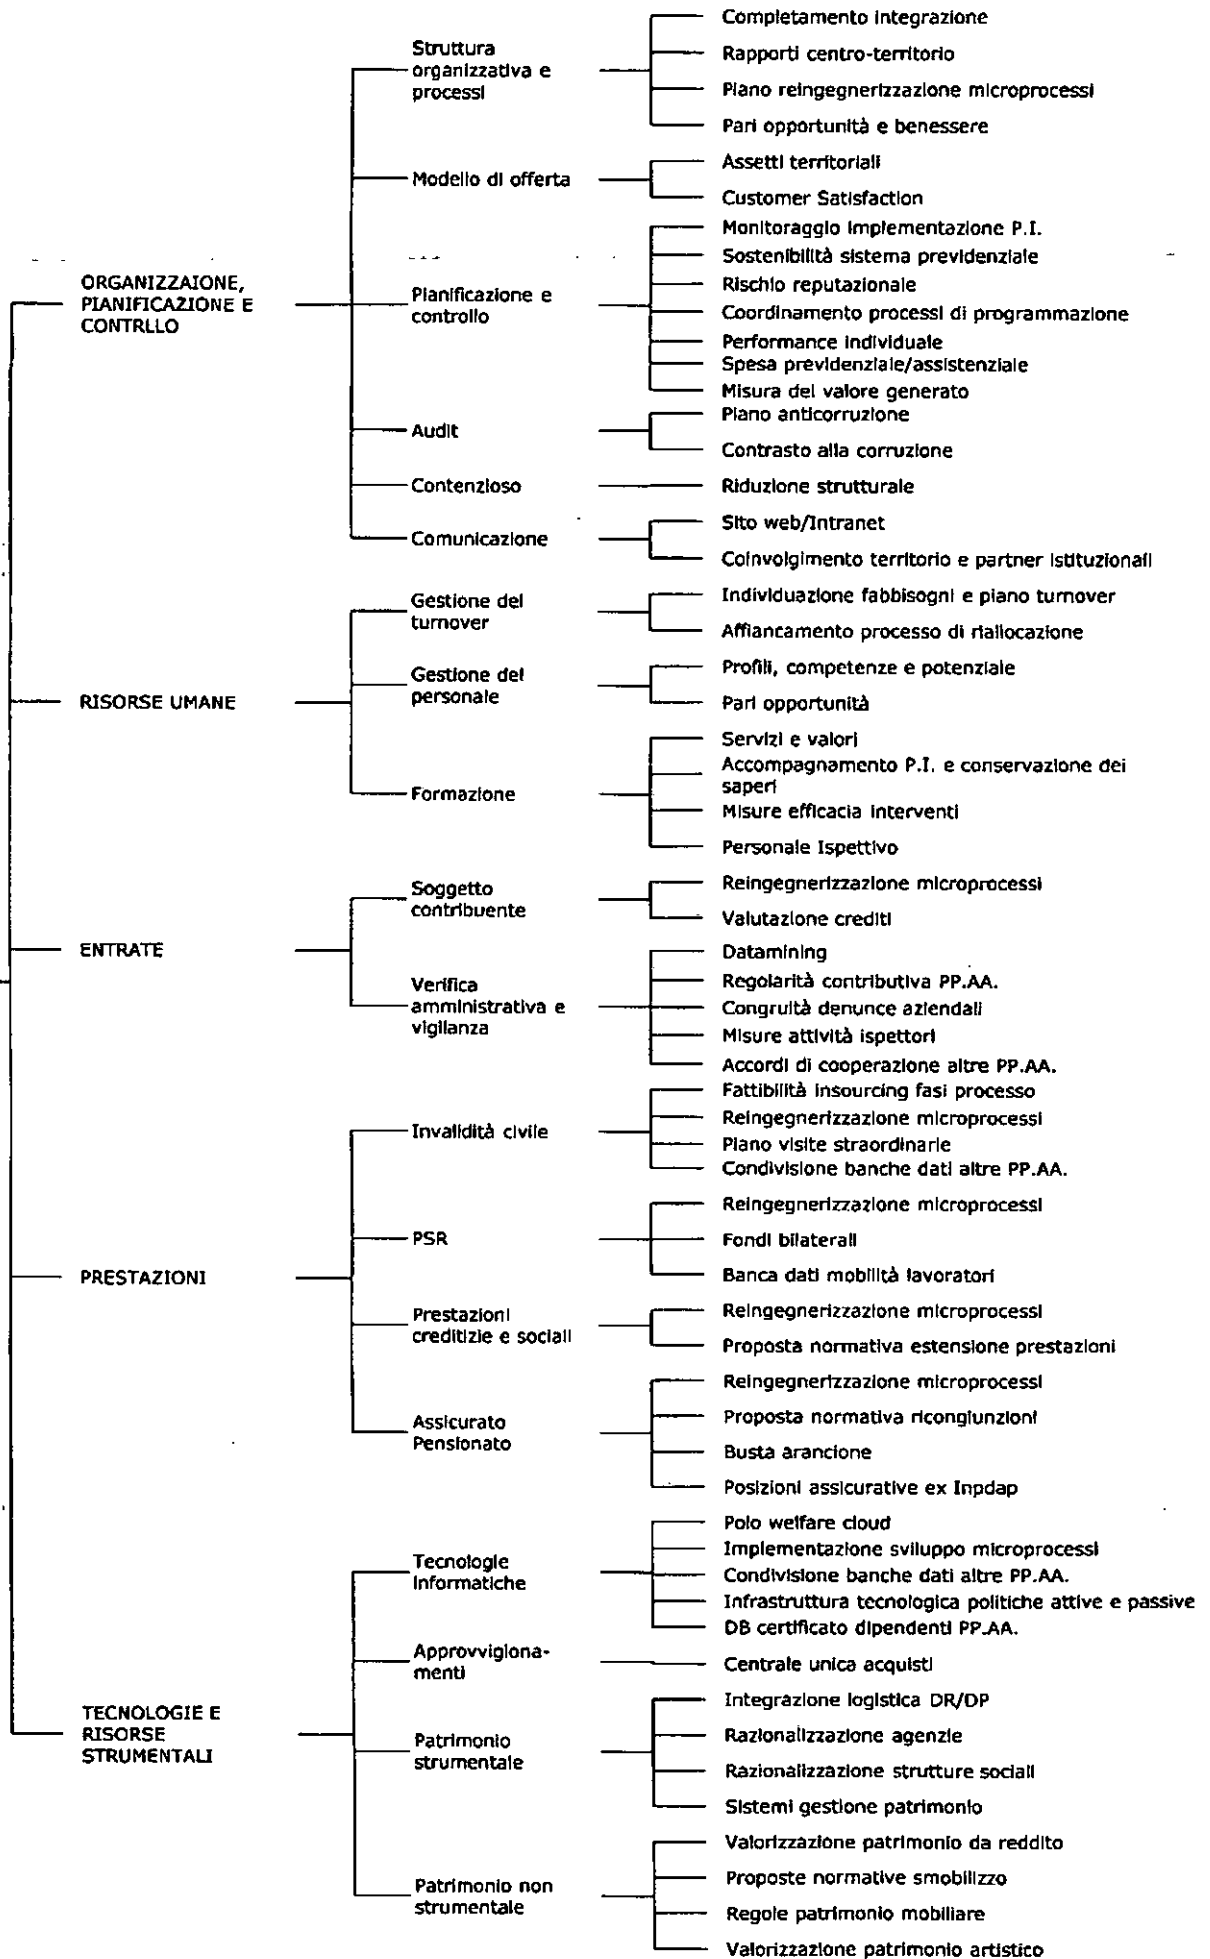 Completamento integrazione
Struttura
organizzativa e
processi
Rapporti centro-territorio
Piano reingegnerizzazione microprocessi
Pari opportunità e benessere
Modello di offerta
Assetti territoriali
Customer Satisfaction
ORGANIZZAIONE,
PIANIFICAZIONE E
CONTRLLO
Pianificazione e
controllo
Monitoraggio implementazione P.I.
Sostenibilità sistema previdenziale
Rischio reputazionale
Coordinamento processi di programmazione
Performance individuale
Spesa previdenziale/assistenziale
Misura del valore generato
Audit
Piano anticorruzione
Contrasto alla corruzione
Contenzioso
Riduzione strutturale
Comunicazione
Sito web/Intranet
Coinvolgimento territorio e partner istituzionali
RISORSE UMANE
Gestione del
turnover
Individuazione fabbisogni e piano turnover
Affiancamento processo di riallocazione
Gestione del
personale
Profili, competenze e potenziale
Pari opportunità
Formazione
Servizi e valori
Accompagnamento P.I. e conservazione dei
saperi
Misure efficacia interventi
Personale Ispettivo
ENTRATE
Soggetto
contribuente
Reingegnerizzazione microprocessi
Valutazione crediti
Verifica
amministrativa e
vigilanza
Datamining
Regolarità contributiva PP.AA.
Congruità denunce aziendali
Misure attività ispettori
Accordi di cooperazione altre PP.AA.
PRESTAZIONI
Invalidità civile
Fattibilità insourcing fasi processo
Reingegnerizzazione microprocessi
Piano visite straordinarie
Condivisione banche dati altre PP.AA.
PSR
Reingegnerizzazione microprocessi
Fondi bilaterali
Banca dati mobilità lavoratori
Prestazioni
creditizie e sociali
Reingegnerizzazione microprocessi
Proposta normativa estensione prestazioni
Assicurato
Pensionato
Reingegnerizzazione microprocessi
Proposta normativa ricongiunzioni
Busta arancione
Posizioni assicurative ex Inpdap
TECNOLOGIE E
RISORSE
STRUMENTALI
Tecnologie
informatiche
Polo welfare cloud
Implementazione sviluppo microprocessi
Condivisione banche dati altre PP.AA.
Infrastruttura tecnologica politiche attive e passive
DB certificato dipendenti PP.AA.
Approvvigiona-
menti
Centrale unica acquisti
Patrimonio
strumentale
Integrazione logistica DR/DP
Razionalizzazione agenzie
Razionalizzazione strutture sociali
Sistemi gestione patrimonio
Patrimonio non
strumentale
Valorizzazione patrimonio da reddito
Proposte normative smobilizzo
Regole patrimonio mobiliare
Valorizzazione patrimonio artistico